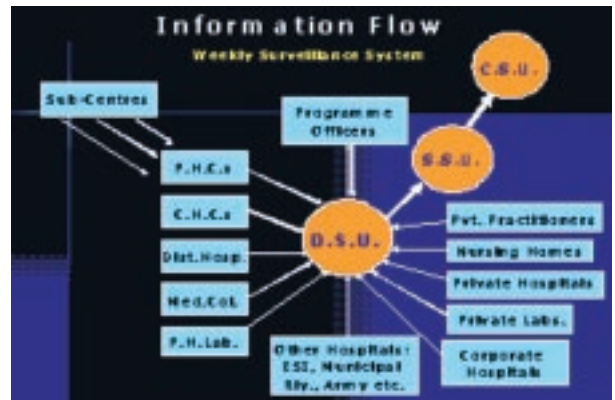 Information Flow
Weekly Surveillance System
C.S.U.
Sub-Centres
Programme
Officers
S.S.U.
P.H.C.s
C.H.C.s
Pvt. Practitioners
D.S.U.
Dist. Hosp.
Nursing Homes
Private Hospitals
Med.Col.
Private Labs.
P.H.Lab.
Other Hospitals:
ESI, Municipal
Rly., Army etc.
Corporate
Hospitals